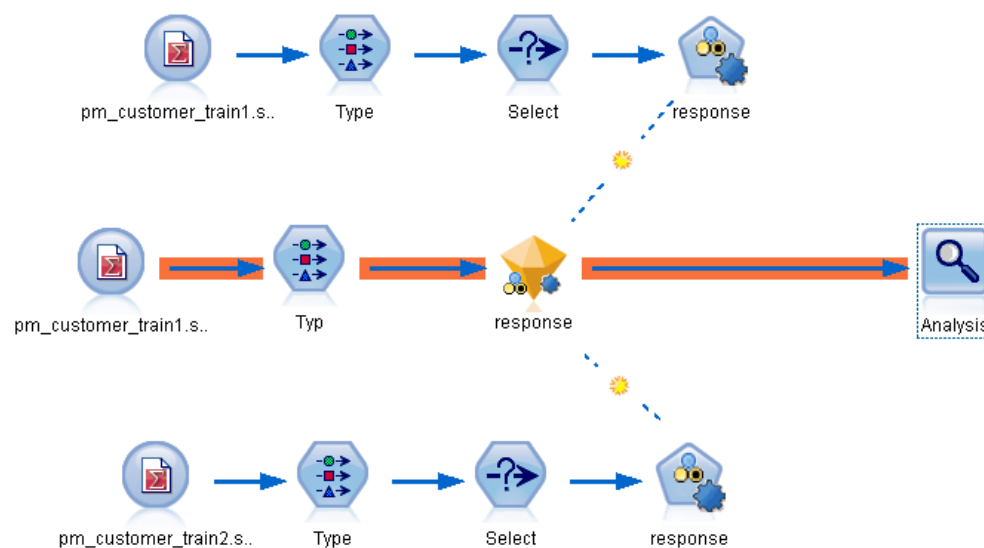 pm_customer_train1.s..
Type
Select
response
pm_customer_train1.s..
Typ
response
Analysis
pm_customer_train2.s..
Type
Select
response